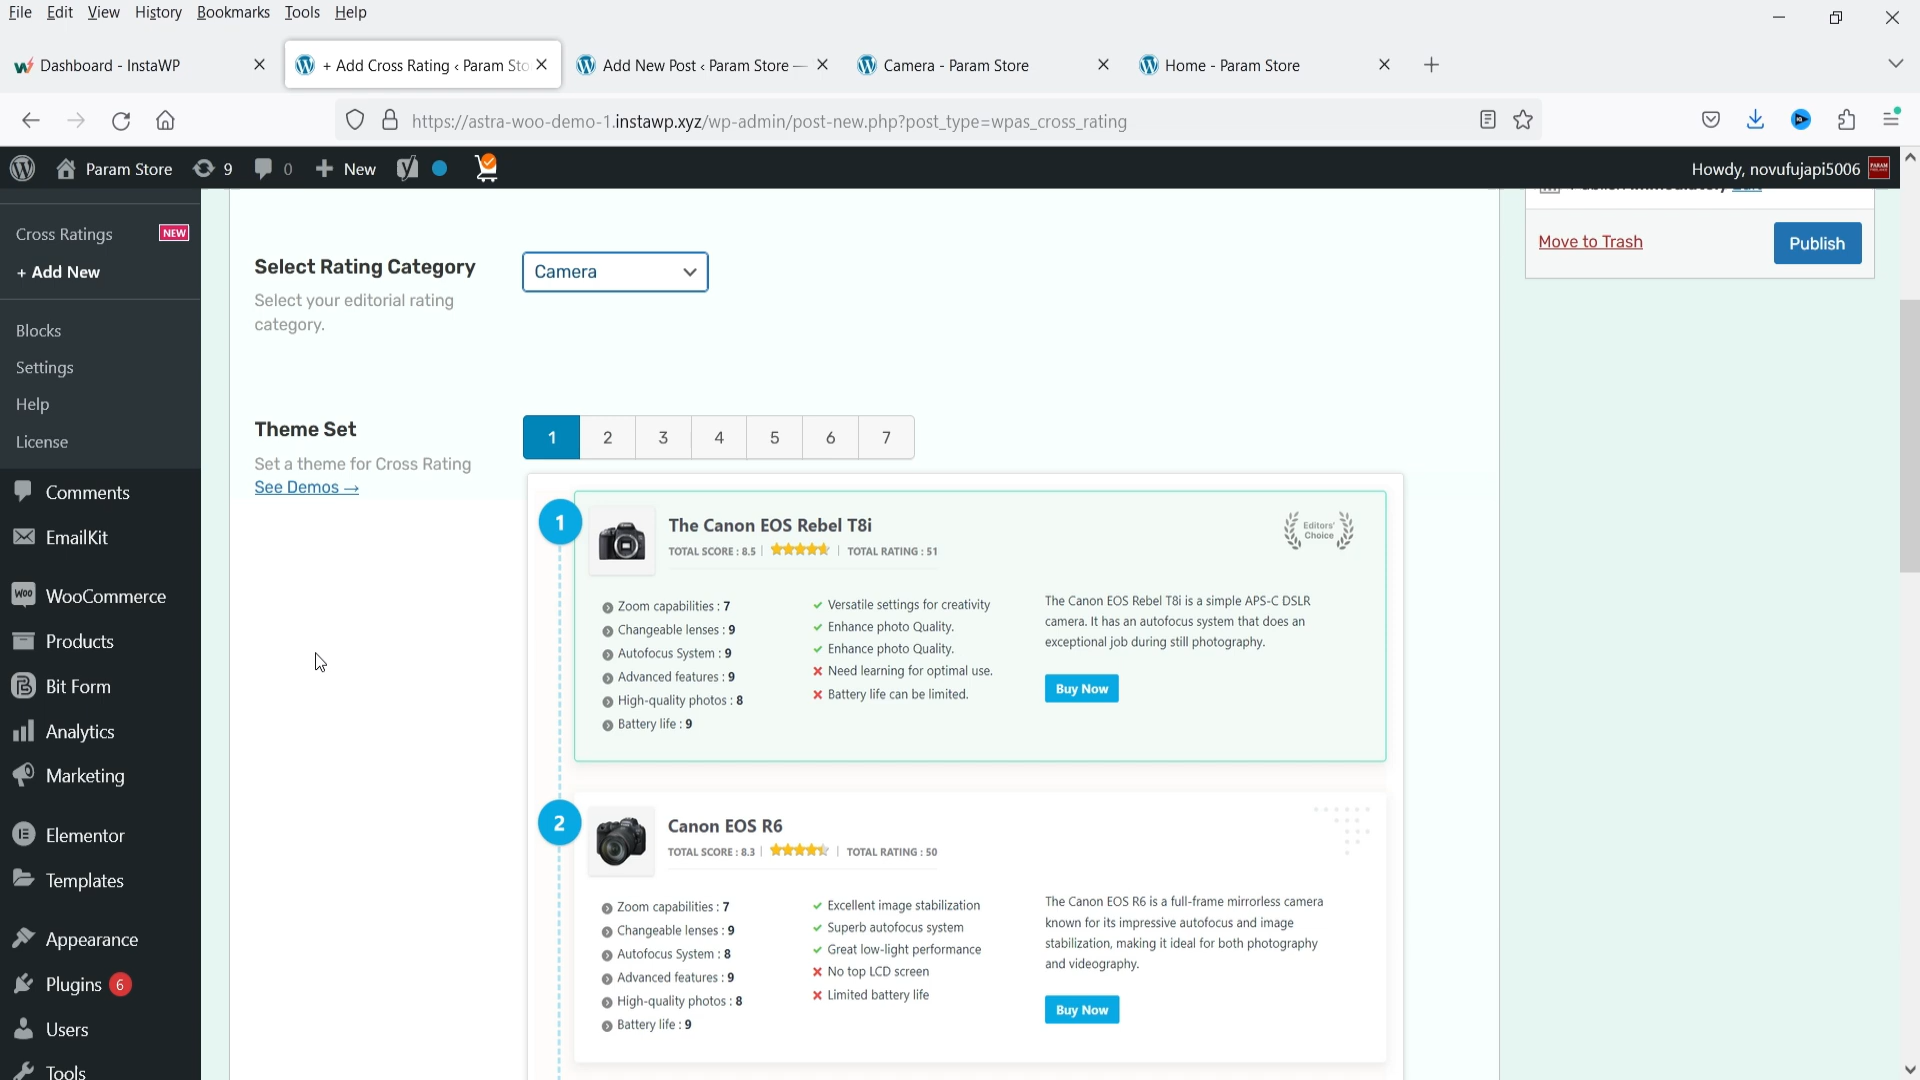 File Edit View History Bookmarks Tools Help
Dashboard - InstaWP
+ Add Cross Rating ‹ Param Sto
Add New Post ‹ Param Store —
Camera - Param Store
Home - Param Store
https://astra-woo-demo-1.instawp.xyz/wp-admin/post-new.php?post_type=wpas_cross_rating
Param Store 9 0 New
Howdy, novufujapi5006
Cross Ratings NEW
+ Add New
Blocks
Settings
Help
License
Comments
EmailKit
WooCommerce
Products
Bit Form
Analytics
Marketing
Elementor
Templates
Appearance
Plugins 6
Users
Tools
Select Rating Category
Select your editorial rating
category.
Camera
Theme Set
Set a theme for Cross Rating
See Demos →
1 2 3 4 5 6 7
1
The Canon EOS Rebel T8i
TOTAL SCORE : 8.5 | TOTAL RATING : 51
Editors'
Choice
Zoom capabilities : 7
Changeable lenses : 9
Autofocus System : 9
Advanced features : 9
High-quality photos : 8
Battery life : 9
Versatile settings for creativity
Enhance photo Quality.
Enhance photo Quality.
Need learning for optimal use.
Battery life can be limited.
The Canon EOS Rebel T8i is a simple APS-C DSLR
camera. It has an autofocus system that does an
exceptional job during still photography.
Buy Now
2
Canon EOS R6
TOTAL SCORE : 8.3 | TOTAL RATING : 50
Zoom capabilities : 7
Changeable lenses : 9
Autofocus System : 8
Advanced features : 9
High-quality photos : 8
Battery life : 9
Excellent image stabilization
Superb autofocus system
Great low-light performance
No top LCD screen
Limited battery life
The Canon EOS R6 is a full-frame mirrorless camera
known for its impressive autofocus and image
stabilization, making it ideal for both photography
and videography.
Buy Now
Move to Trash
Publish